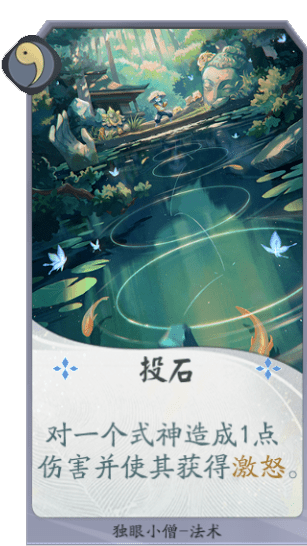 投石
对一个式神造成1点
伤害并使其获得激怒。
独眼小僧-法术